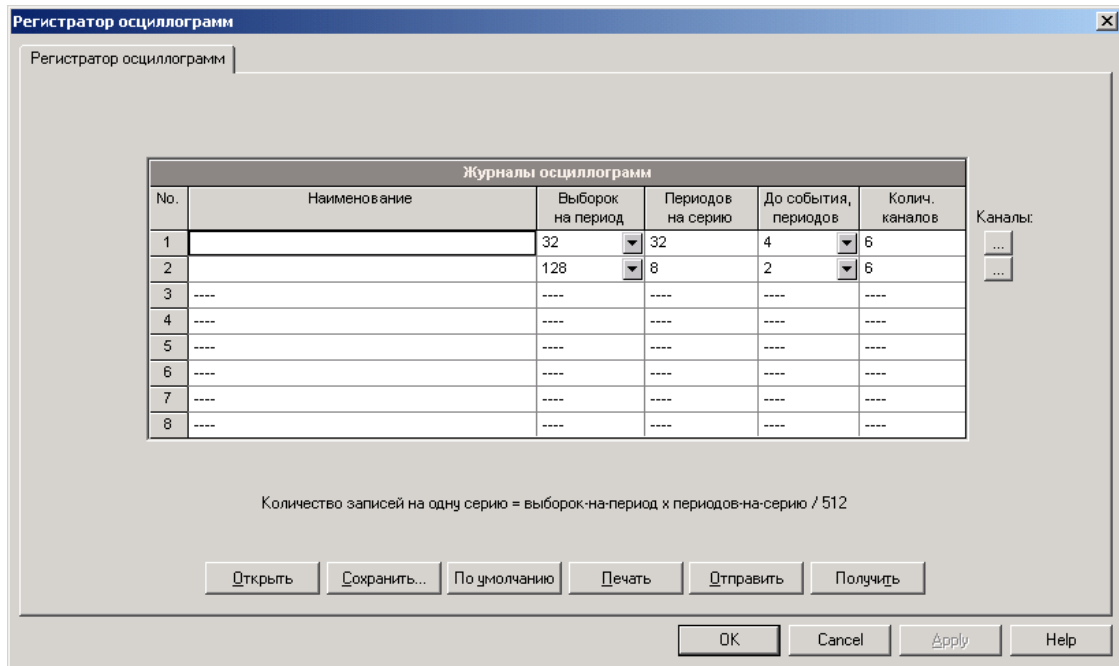 Регистратор осциллограмм
Регистратор осциллограмм
Журналы осциллограмм
No. Наименование Выборок на период Периодов на серию До события, периодов Колич. каналов Каналы:
1 32 32 4 6 ...
2 128 8 2 6 ...
3 ---- ---- ---- ---- ----
4 ---- ---- ---- ---- ----
5 ---- ---- ---- ---- ----
6 ---- ---- ---- ---- ----
7 ---- ---- ---- ---- ----
8 ---- ---- ---- ---- ----
Количество записей на одну серию = выборок-на-период x периодов-на-серию / 512
Открыть Сохранить... По умолчанию Печать Отправить Получить
OK Cancel Apply Help